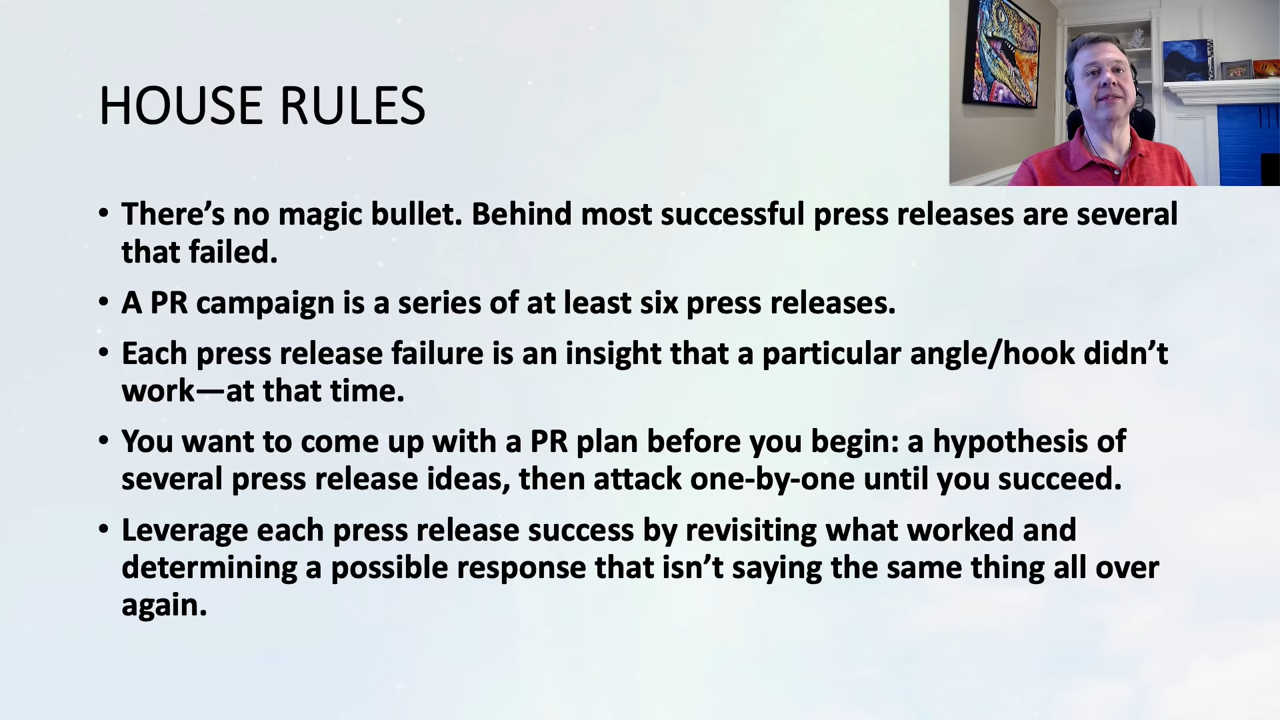 HOUSE RULES
• There’s no magic bullet. Behind most successful press releases are several
that failed.
• A PR campaign is a series of at least six press releases.
• Each press release failure is an insight that a particular angle/hook didn’t
work—at that time.
• You want to come up with a PR plan before you begin: a hypothesis of
several press release ideas, then attack one-by-one until you succeed.
• Leverage each press release success by revisiting what worked and
determining a possible response that isn’t saying the same thing all over
again.